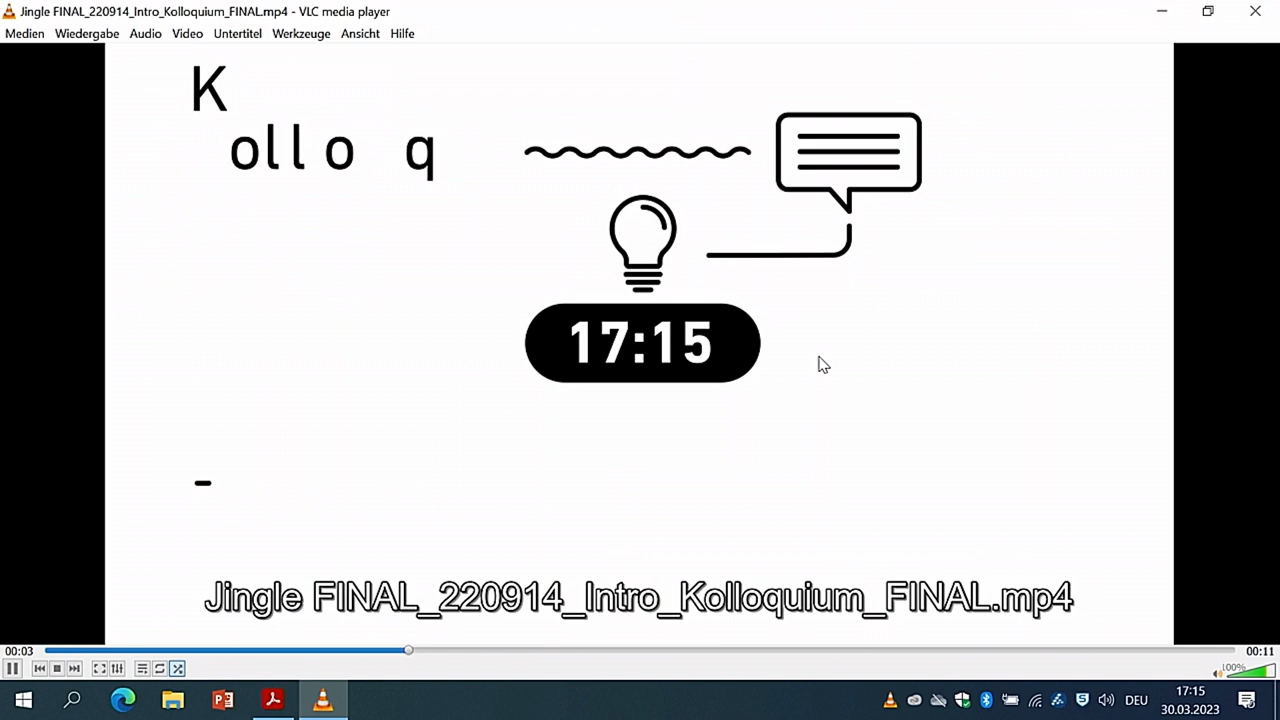 Jingle FINAL_220914_Intro_Kolloquium_FINAL.mp4 - VLC media player
Medien Wiedergabe Audio Video Untertitel Werkzeuge Ansicht Hilfe
K
ollo q
17:15
-
Jingle FINAL_220914_Intro_Kolloquium_FINAL.mp4
00:03
00:11
100%
DEU
17:15
30.03.2023